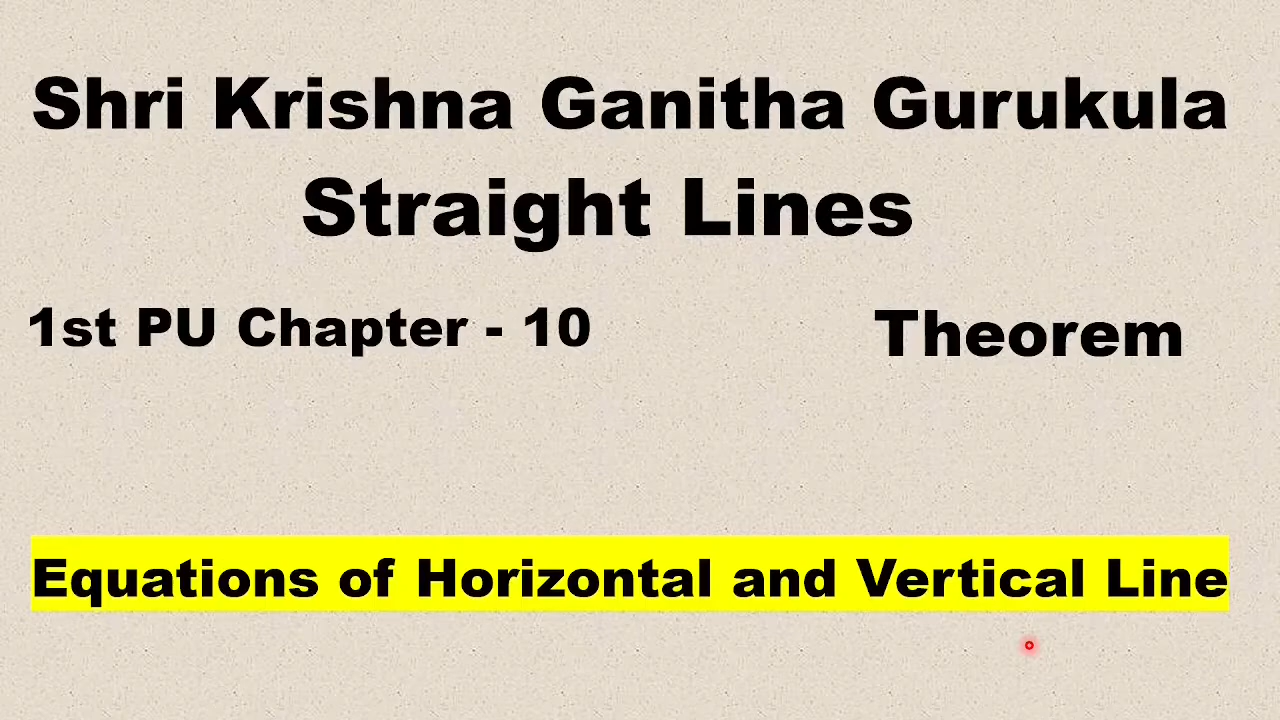 Shri Krishna Ganitha Gurukula
Straight Lines
1st PU Chapter - 10
Theorem
Equations of Horizontal and Vertical Line